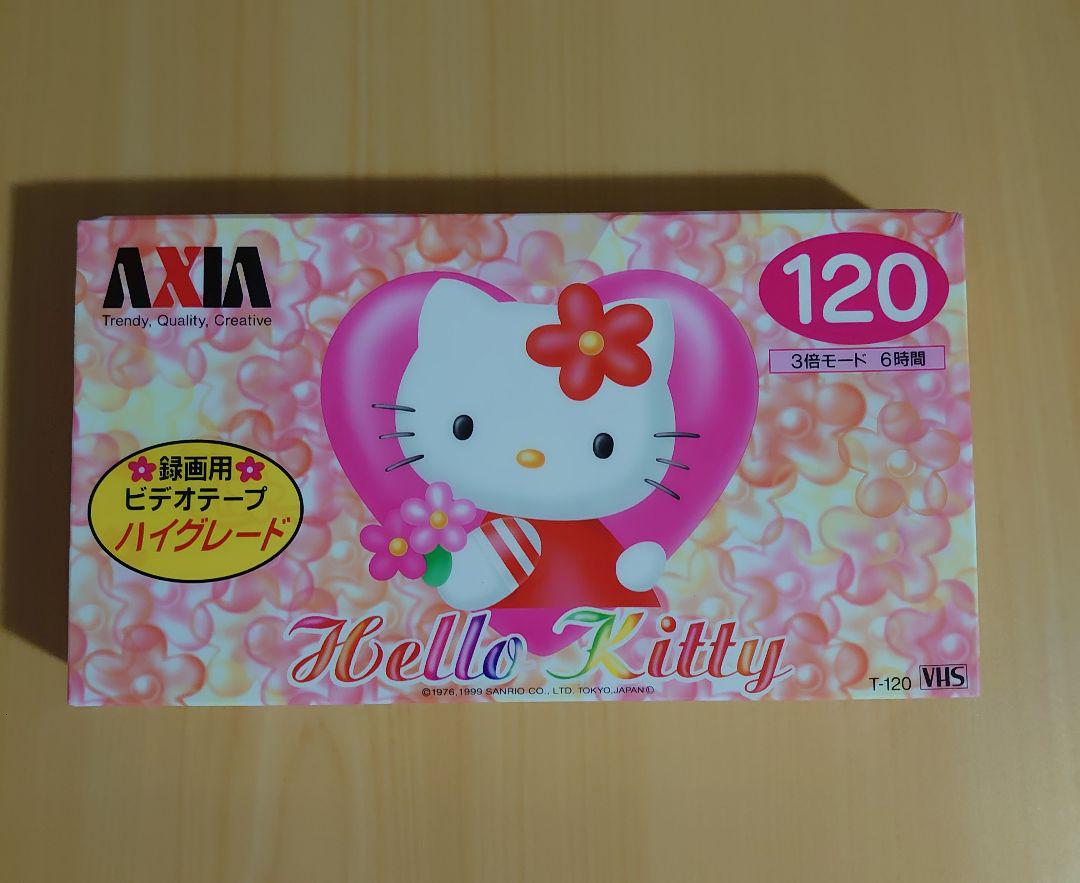 AXIA
Trendy, Quality, Creative
120
3倍モード 6時間
録画用
ビデオテープ
ハイグレード
Hello Kitty
©1976,1999 SANRIO CO., LTD. TOKYO,JAPAN Ⓛ
T-120 VHS